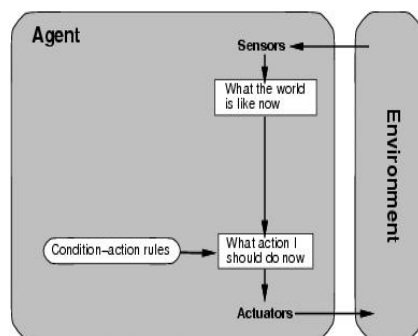 Agent
Sensors
What the world
is like now
Environment
Condition–action rules
What action I
should do now
Actuators